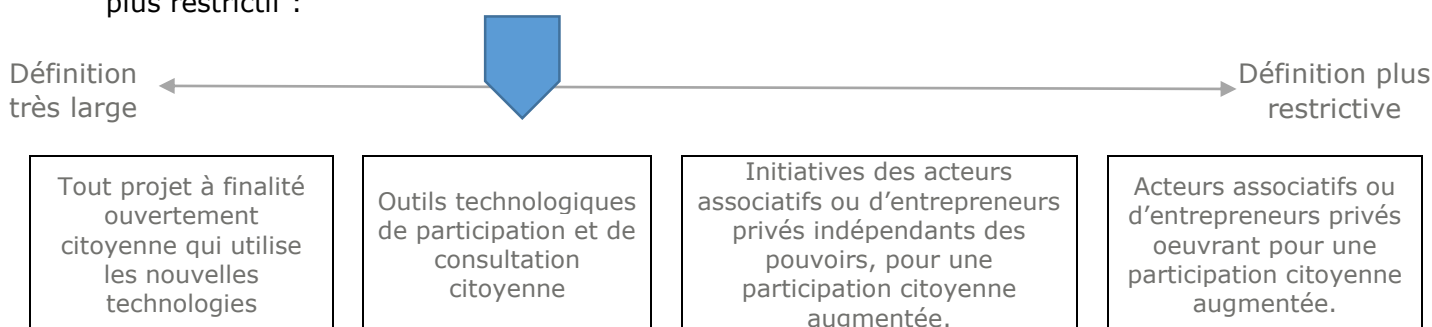 plus restrictif :
Définition
très large
Définition plus
restrictive
Tout projet à finalité
ouvertement
citoyenne qui utilise
les nouvelles
technologies
Outils technologiques
de participation et de
consultation
citoyenne
Initiatives des acteurs
associatifs ou d’entrepreneurs
privés indépendants des
pouvoirs, pour une
participation citoyenne
augmentée.
Acteurs associatifs ou
d’entrepreneurs privés
oeuvrant pour une
participation citoyenne
augmentée.